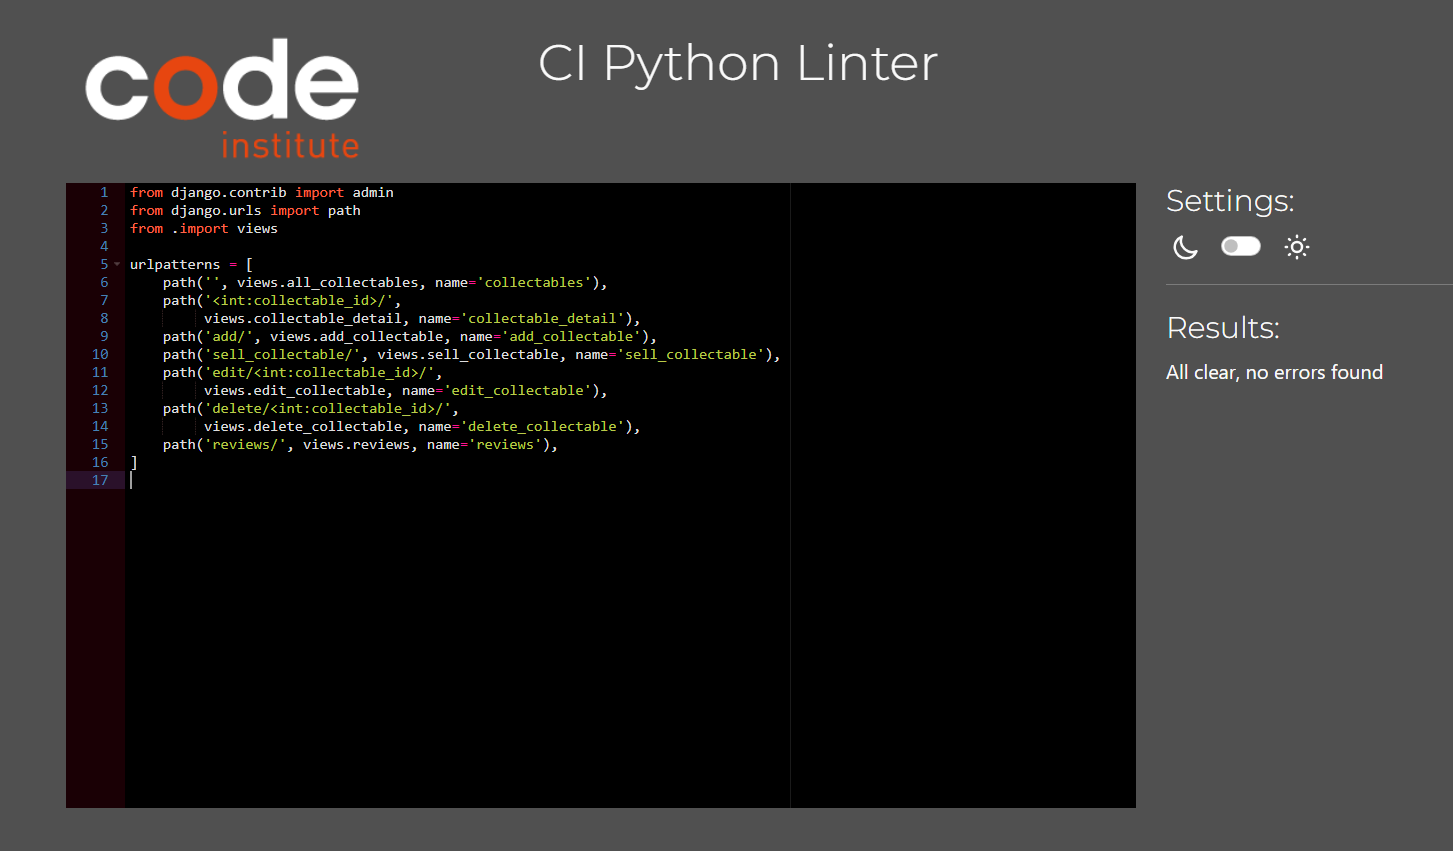 code
institute
CI Python Linter
1 from django.contrib import admin
2 from django.urls import path
3 from .import views
4
5 urlpatterns = [
6     path('', views.all_collectables, name='collectables'),
7     path('<int:collectable_id>/',
8          views.collectable_detail, name='collectable_detail'),
9     path('add/', views.add_collectable, name='add_collectable'),
10     path('sell_collectable/', views.sell_collectable, name='sell_collectable'),
11     path('edit/<int:collectable_id>/',
12          views.edit_collectable, name='edit_collectable'),
13     path('delete/<int:collectable_id>/',
14          views.delete_collectable, name='delete_collectable'),
15     path('reviews/', views.reviews, name='reviews'),
16 ]
17
Settings:
Results:
All clear, no errors found